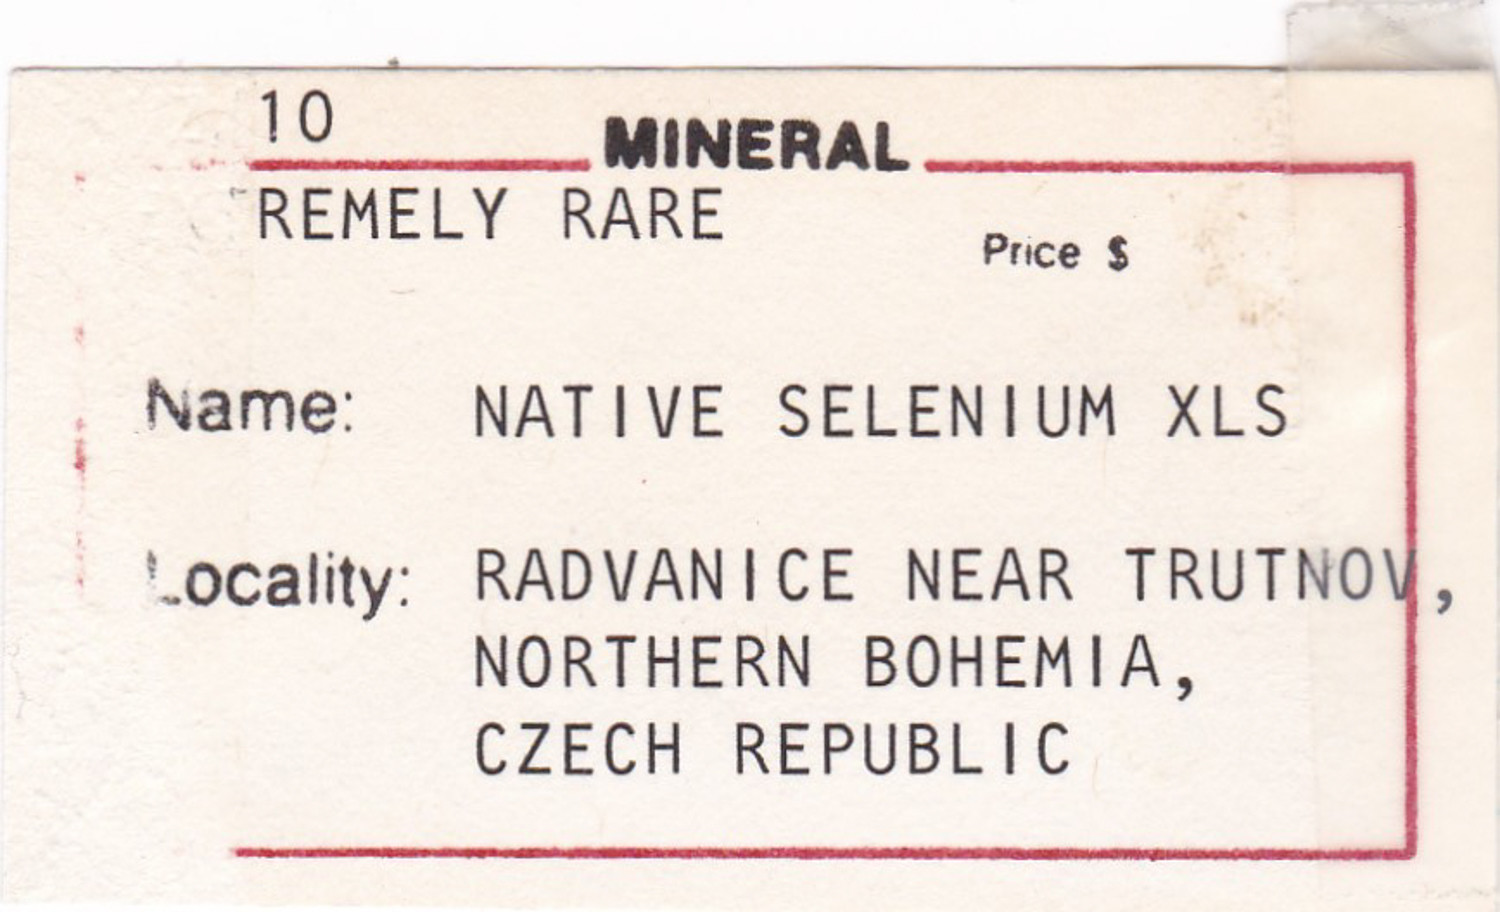 10
MINERAL
REMELY RARE
Price $
Name: NATIVE SELENIUM XLS
Locality: RADVANICE NEAR TRUTNOV,
NORTHERN BOHEMIA,
CZECH REPUBLIC